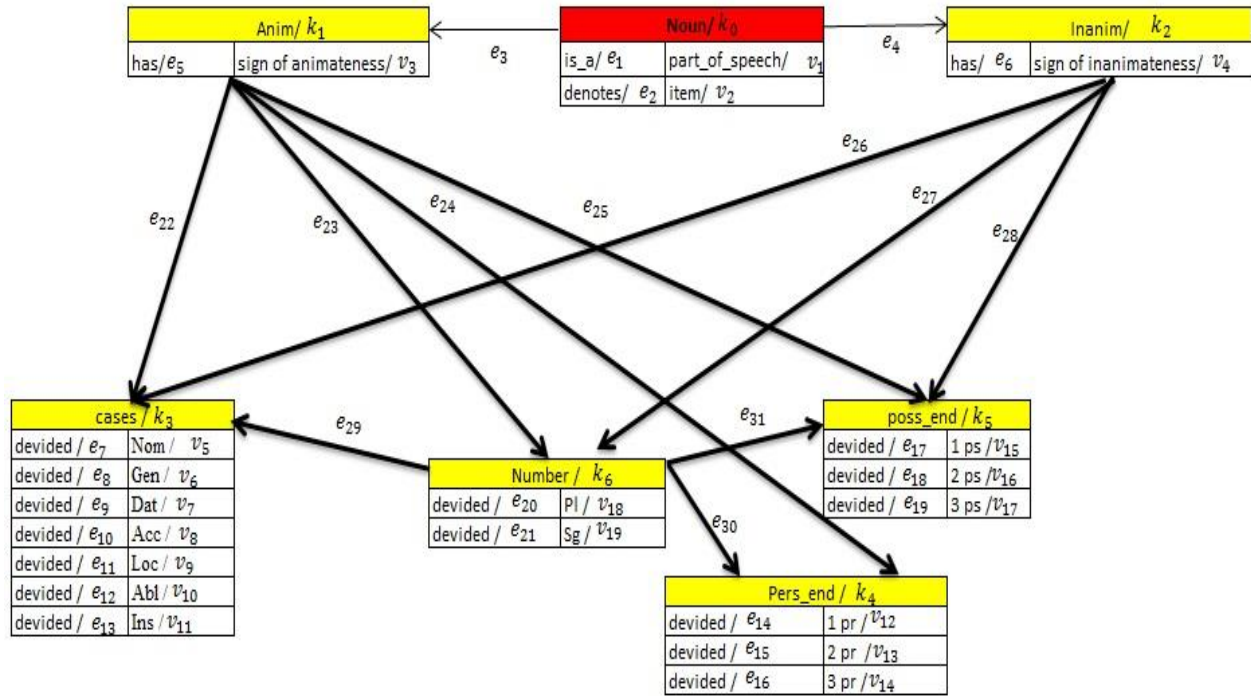 Anim/ k₁
Noun/ k₀
Inanim/ k₂
e₃
e₄
has/e₅ sign of animateness/ v₃
is_a/ e₁ part_of_speech/ v₁
denotes/ e₂ item/ v₂
has/ e₆ sign of inanimateness/ v₄
e₂₂
e₂₃
e₂₄
e₂₅
e₂₆
e₂₇
e₂₈
cases / k₃
devided / e₇ Nom / v₅
devided / e₈ Gen / v₆
devided / e₉ Dat / v₇
devided / e₁₀ Acc / v₈
devided / e₁₁ Loc / v₉
devided / e₁₂ Abl / v₁₀
devided / e₁₃ Ins / v₁₁
e₂₉
Number / k₆
devided / e₂₀ Pl / v₁₈
devided / e₂₁ Sg / v₁₉
e₃₁
poss_end / k₅
devided / e₁₇ 1 ps /v₁₅
devided / e₁₈ 2 ps /v₁₆
devided / e₁₉ 3 ps /v₁₇
e₃₀
Pers_end / k₄
devided / e₁₄ 1 pr /v₁₂
devided / e₁₅ 2 pr /v₁₃
devided / e₁₆ 3 pr /v₁₄